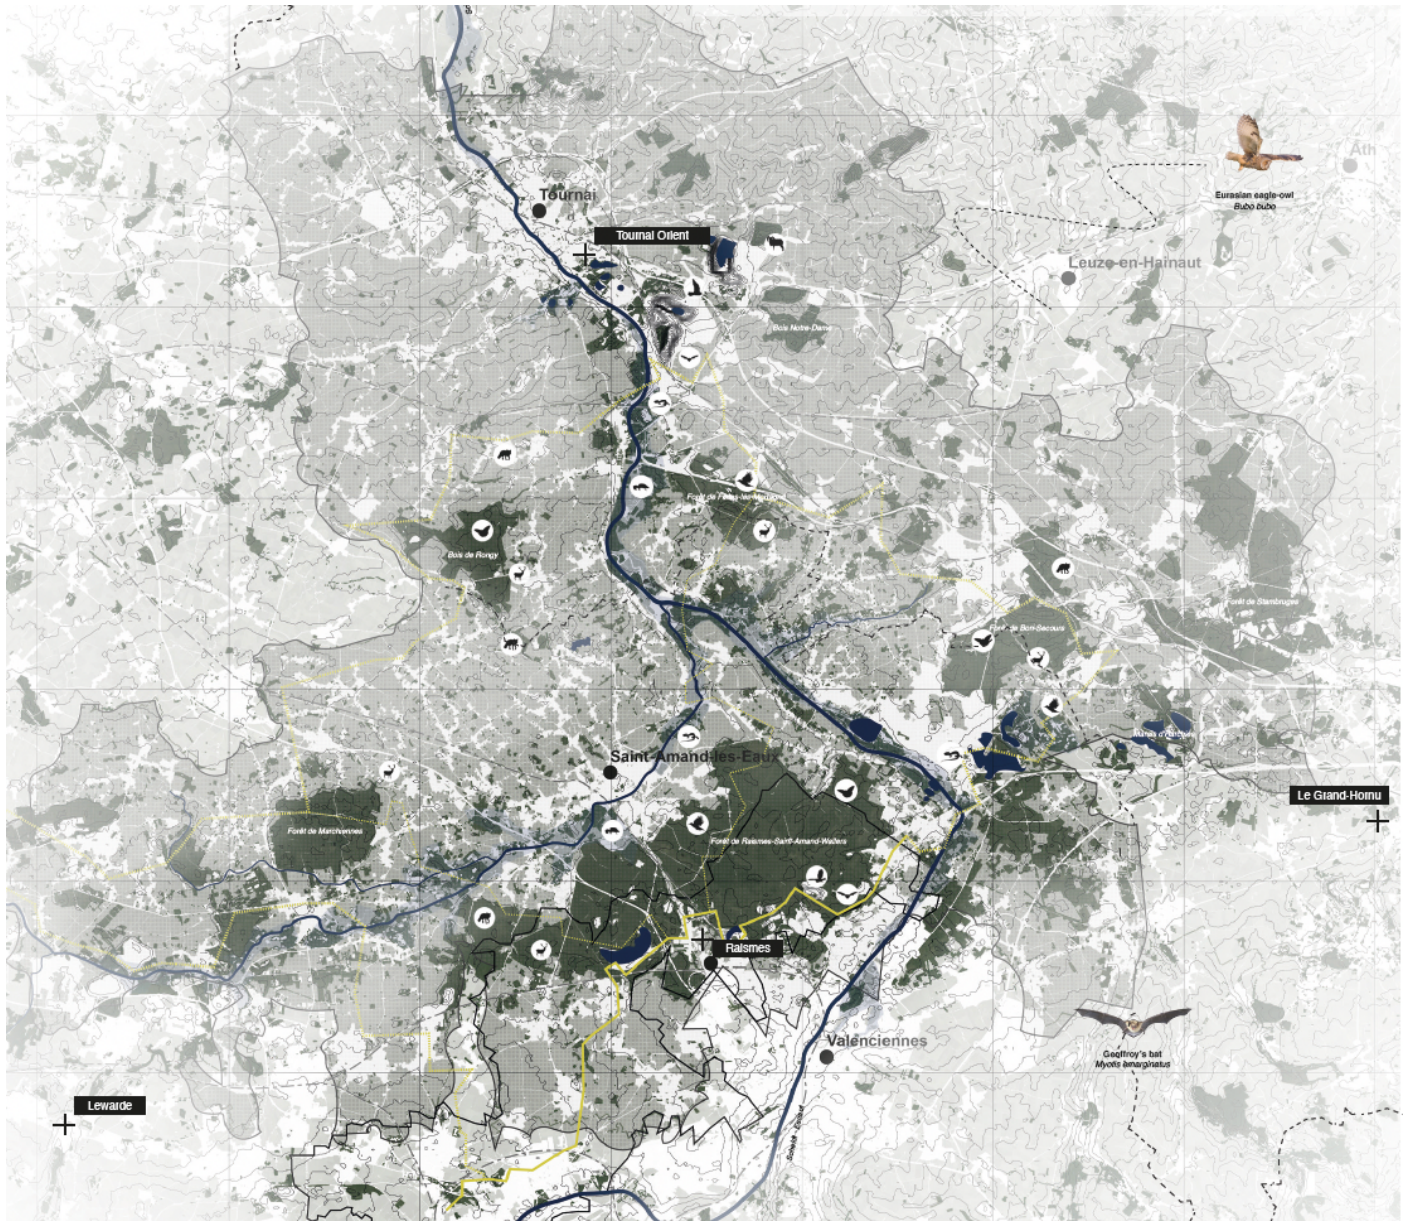 Tournai
Ath
Eurasian eagle-owl
Bubo bubo
Tournai Orient
Leuze-en-Hainaut
Bois Notre-Dame
Forêt de
Bois de Rongy
Forêt de Stambruges
Forêt de Bon-Secours
Saint-Amand-les-Eaux
Le Grand-Hornu
Forêt de Marchiennes
Forêt de Raismes-Saint-Amand-Wallers
Raismes
Valenciennes
Geoffroy's bat
Myotis emarginatus
Lewarde